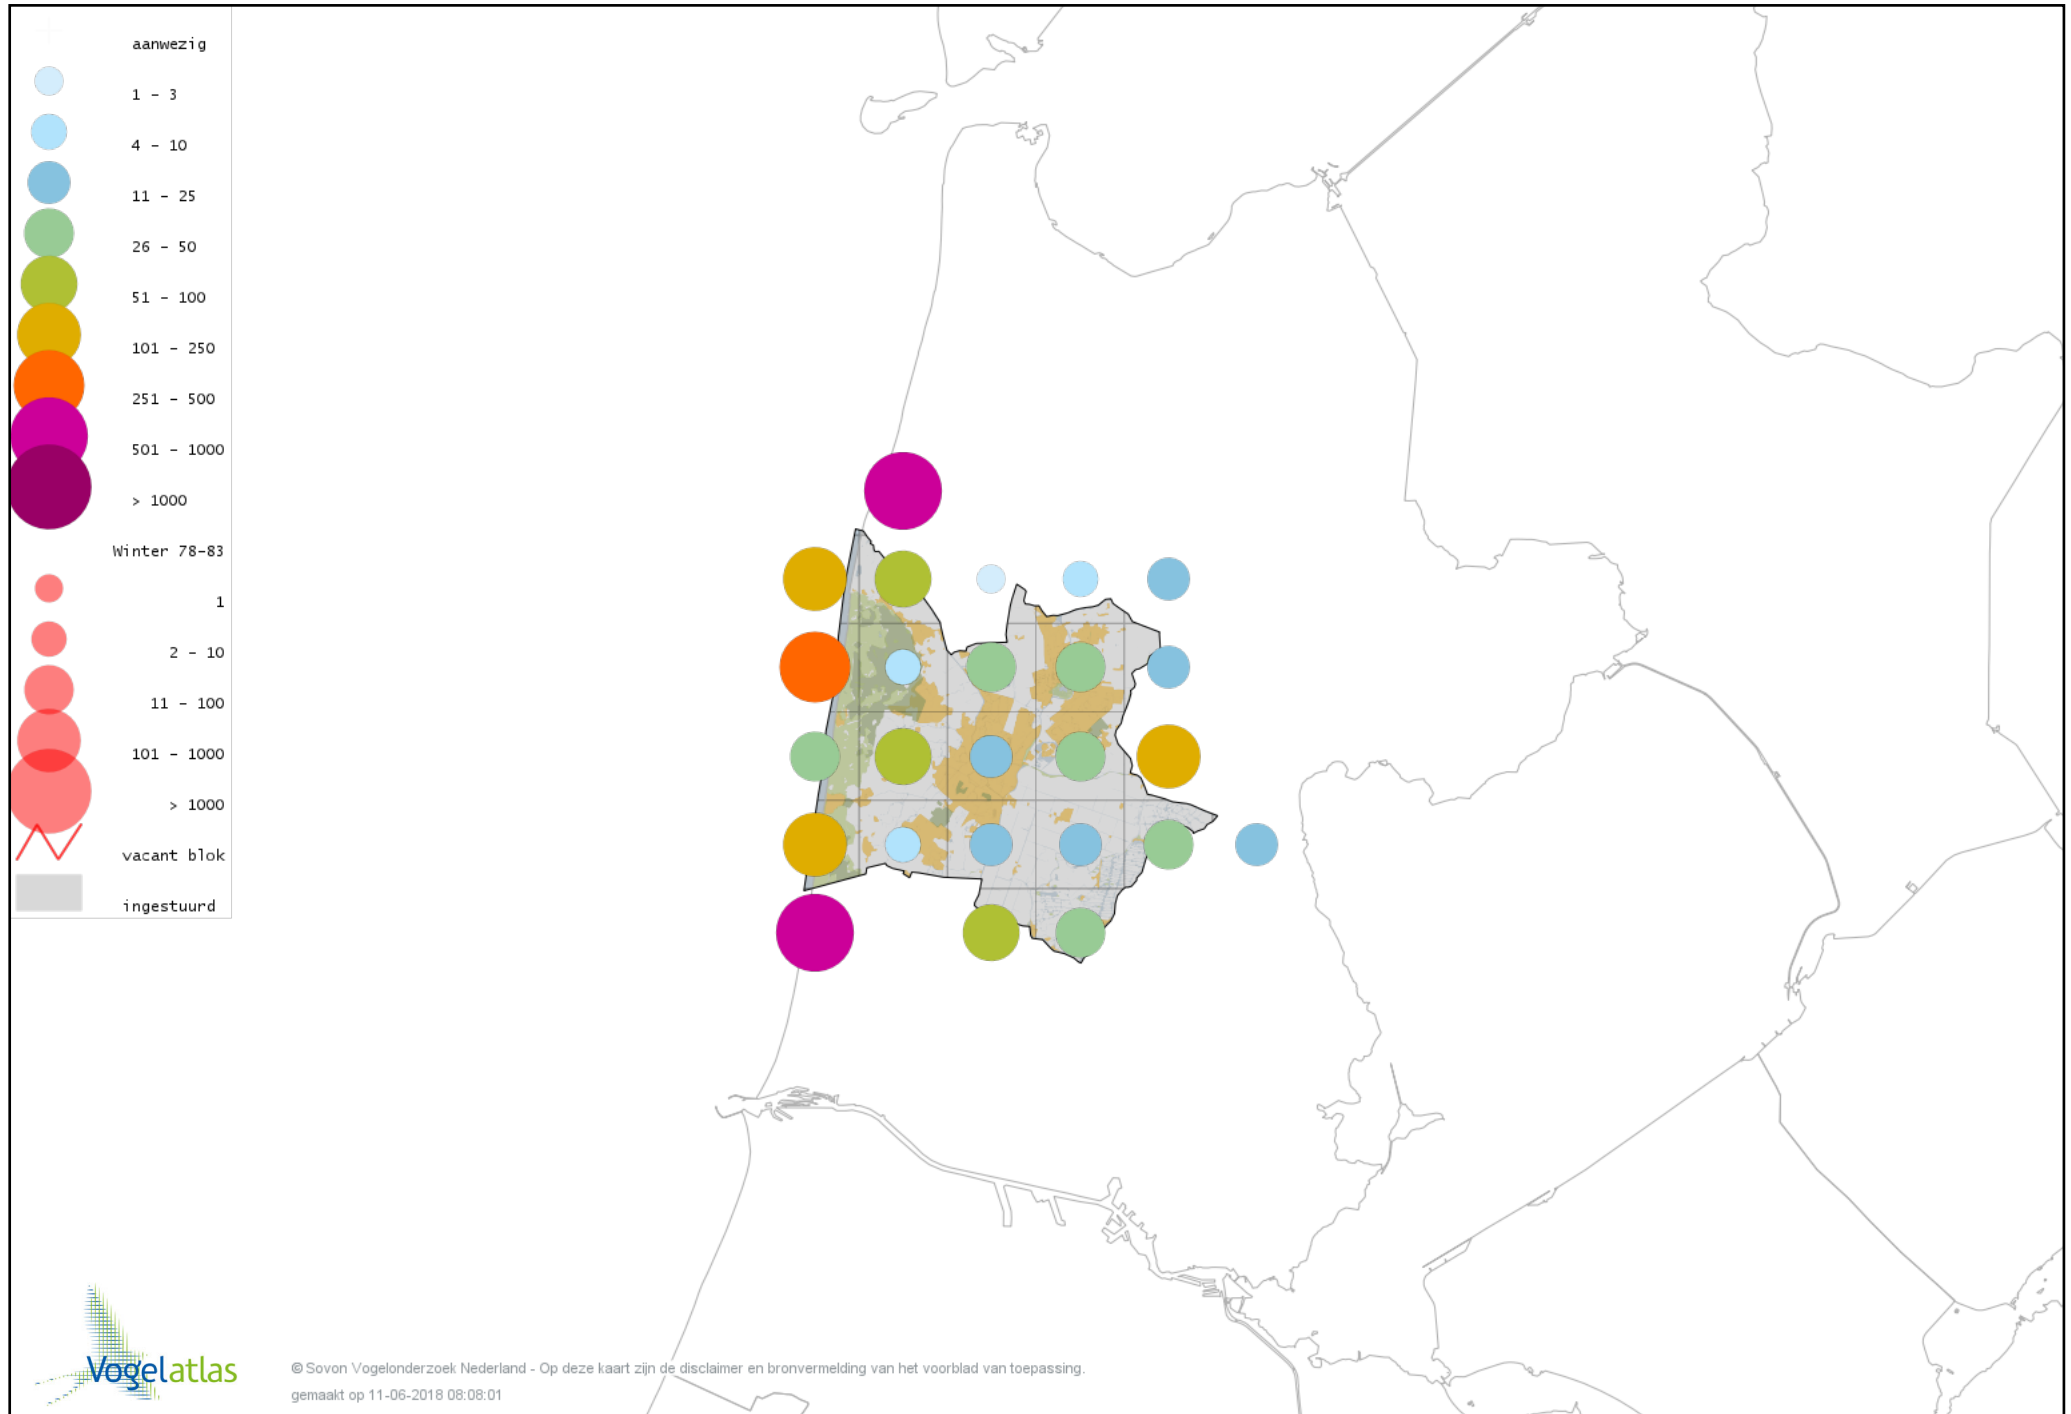 aanwezig
1 - 3
4 - 10
11 - 25
26 - 50
51 - 100
101 - 250
251 - 500
501 - 1000
> 1000
Winter 78-83
1
2 - 10
11 - 100
101 - 1000
> 1000
vacant blok
ingestuurd
Vogelatlas
© Sovon Vogelonderzoek Nederland - Op deze kaart zijn de disclaimer en bronvermelding van het voorblad van toepassing.
gemaakt op 11-06-2018 08:08:01